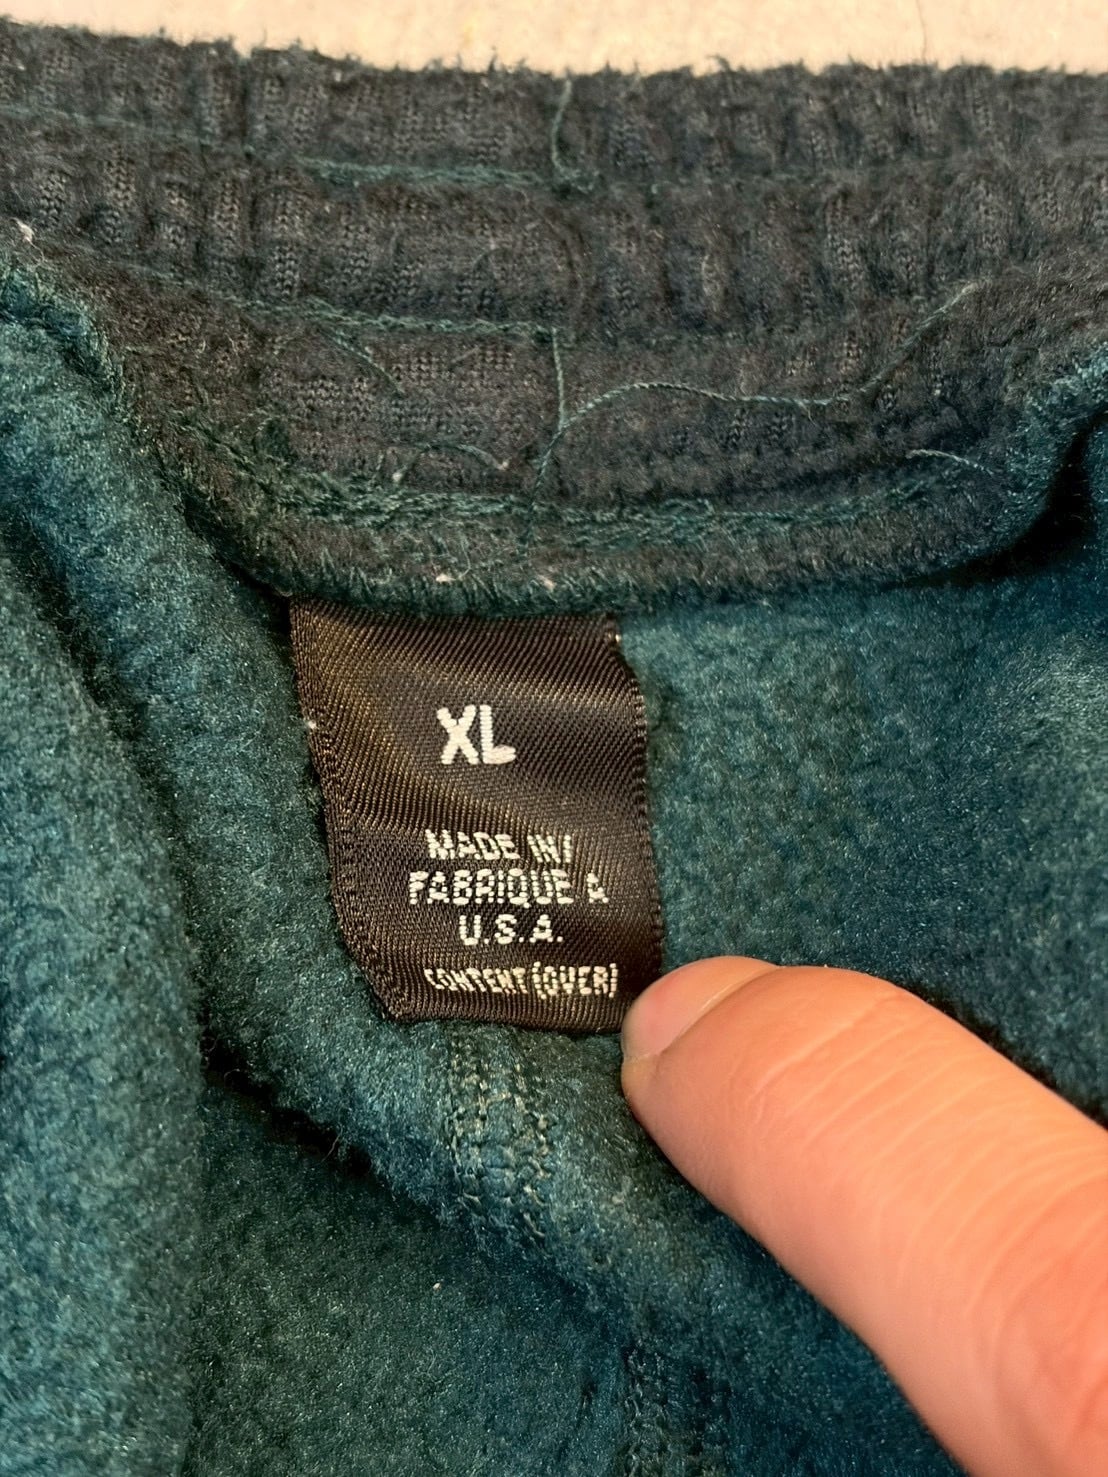 XL
MADE IN/
FABRIQUE A
U.S.A.
CONTENT (OVER)